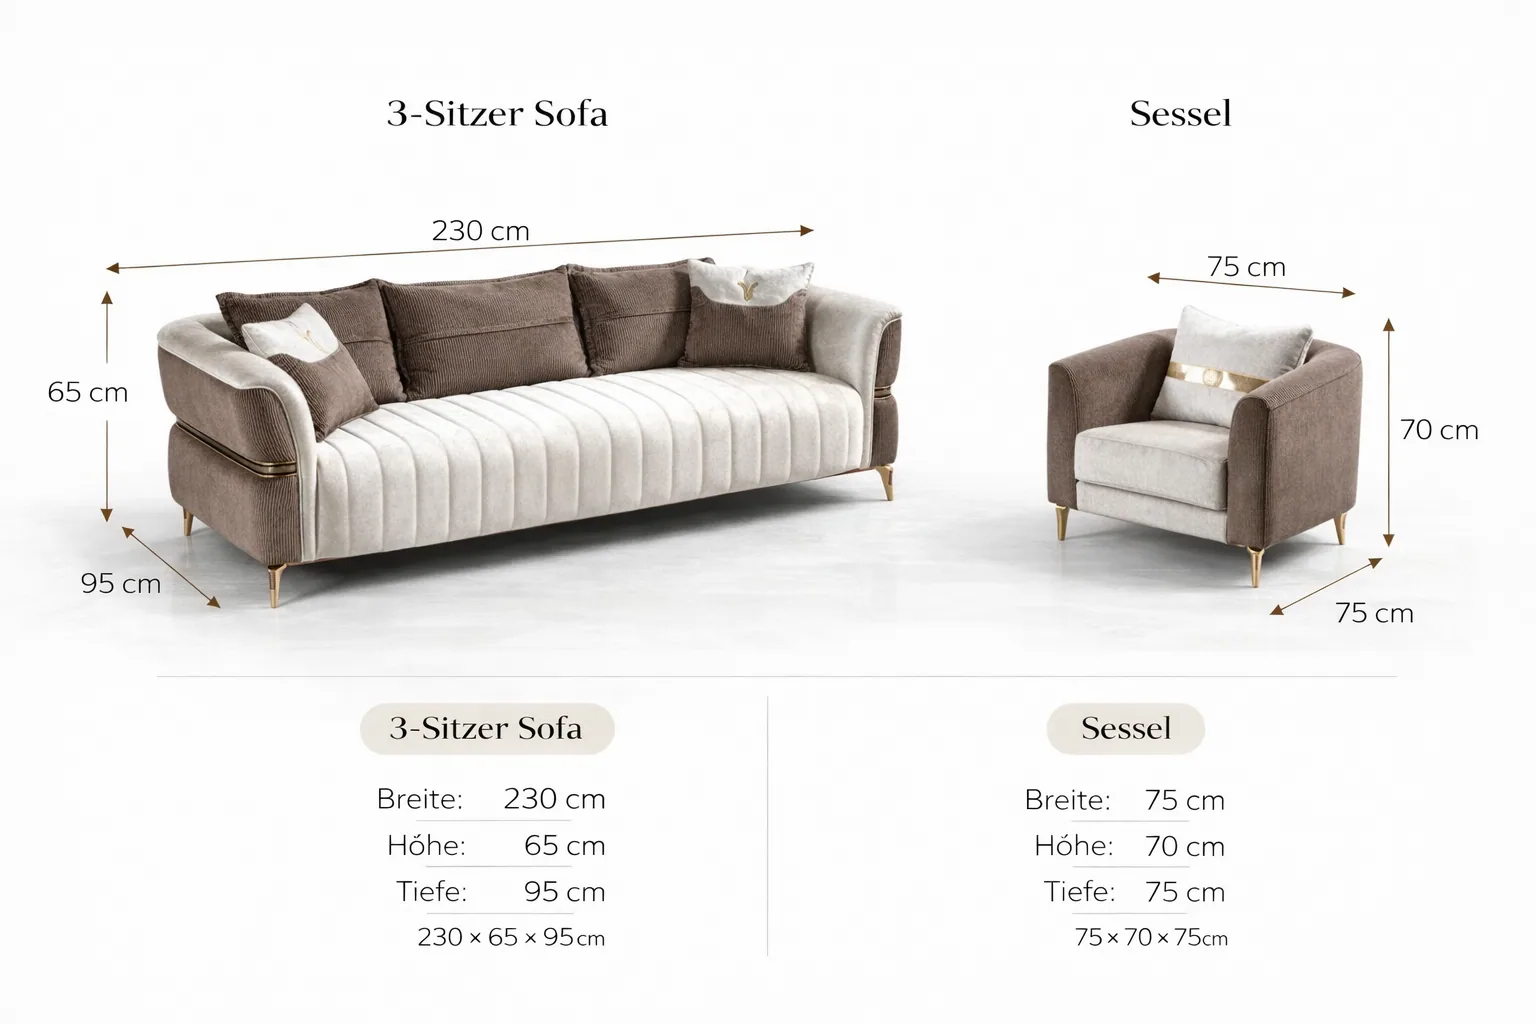 3-Sitzer Sofa
Sessel
230 cm
75 cm
65 cm
70 cm
95 cm
75 cm
3-Sitzer Sofa
Breite: 230 cm
Hőhe: 65 cm
Tiefe: 95 cm
230 × 65 × 95cm
Sessel
Breite: 75 cm
Hőhe: 70 cm
Tiefe: 75 cm
75 × 70 × 75cm